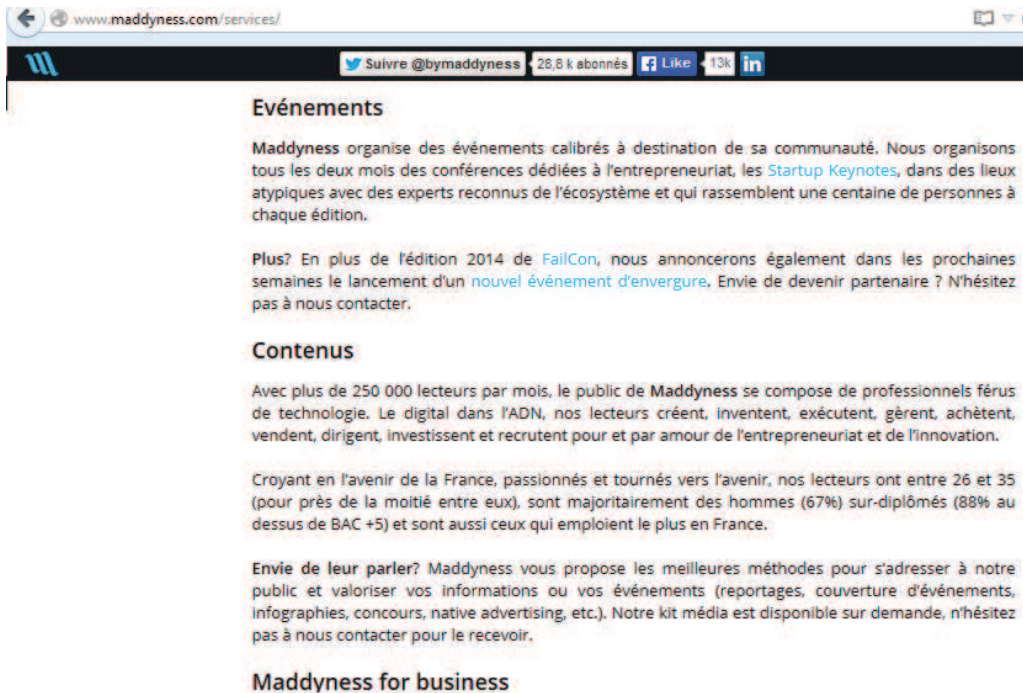 www.maddyness.com/services/
Suivre @bymaddyness 28,8 k abonnés Like 13k in
Evénements
Maddyness organise des événements calibrés à destination de sa communauté. Nous organisons
tous les deux mois des conférences dédiées à l'entrepreneuriat, les Startup Keynotes, dans des lieux
atypiques avec des experts reconnus de l'écosystème et qui rassemblent une centaine de personnes à
chaque édition.
Plus? En plus de l'édition 2014 de FailCon, nous annoncerons également dans les prochaines
semaines le lancement d'un nouvel événement d'envergure. Envie de devenir partenaire ? N'hésitez
pas à nous contacter.
Contenus
Avec plus de 250 000 lecteurs par mois, le public de Maddyness se compose de professionnels férus
de technologie. Le digital dans l'ADN, nos lecteurs créent, inventent, exécutent, gèrent, achètent,
vendent, dirigent, investissent et recrutent pour et par amour de l'entrepreneuriat et de l'innovation.
Croyant en l'avenir de la France, passionnés et tournés vers l'avenir, nos lecteurs ont entre 26 et 35
(pour près de la moitié entre eux), sont majoritairement des hommes (67%) sur-diplômés (88% au
dessus de BAC +5) et sont aussi ceux qui emploient le plus en France.
Envie de leur parler? Maddyness vous propose les meilleures méthodes pour s'adresser à notre
public et valoriser vos informations ou vos événements (reportages, couverture d'événements,
infographies, concours, native advertising, etc.). Notre kit média est disponible sur demande, n'hésitez
pas à nous contacter pour le recevoir.
Maddyness for business